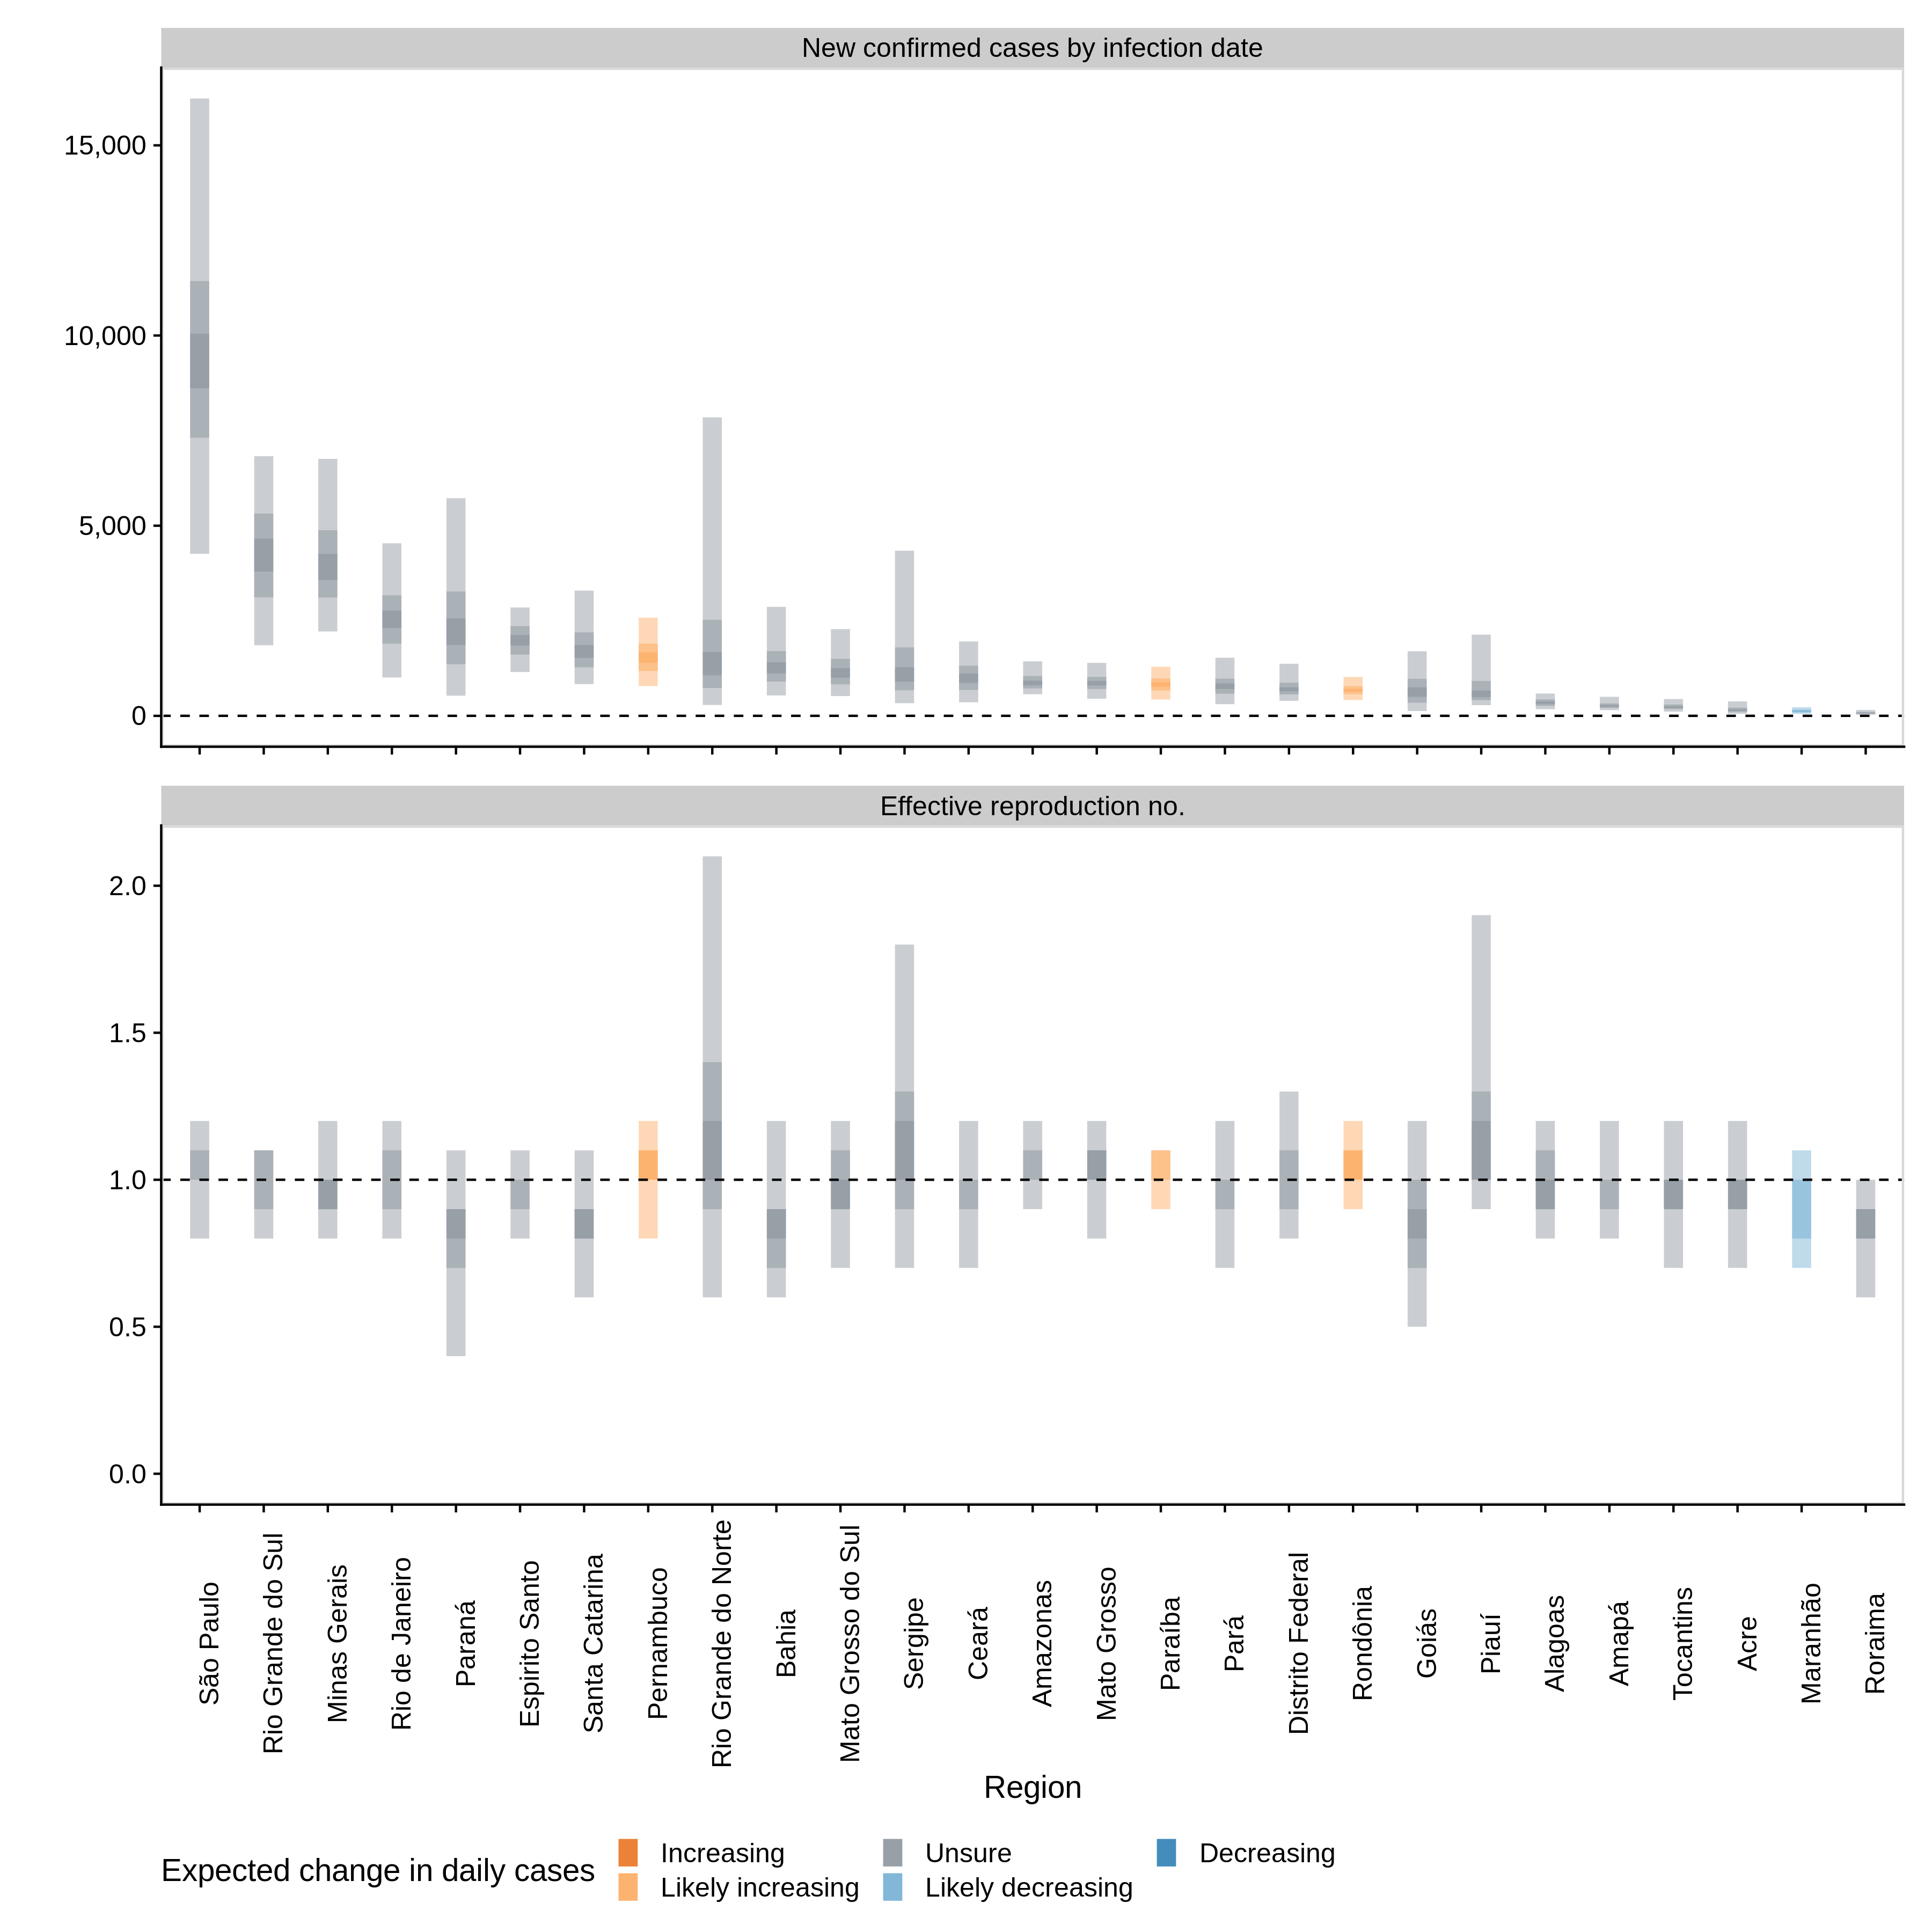 New confirmed cases by infection date
15,000
10,000
5,000
0
Effective reproduction no.
2.0
1.5
1.0
0.5
0.0
São Paulo
Rio Grande do Sul
Minas Gerais
Rio de Janeiro
Paraná
Espirito Santo
Santa Catarina
Pernambuco
Rio Grande do Norte
Bahia
Mato Grosso do Sul
Sergipe
Ceará
Amazonas
Mato Grosso
Paraíba
Pará
Distrito Federal
Rondônia
Goiás
Piauí
Alagoas
Amapá
Tocantins
Acre
Maranhão
Roraima
Region
Expected change in daily cases
Increasing
Likely increasing
Unsure
Likely decreasing
Decreasing